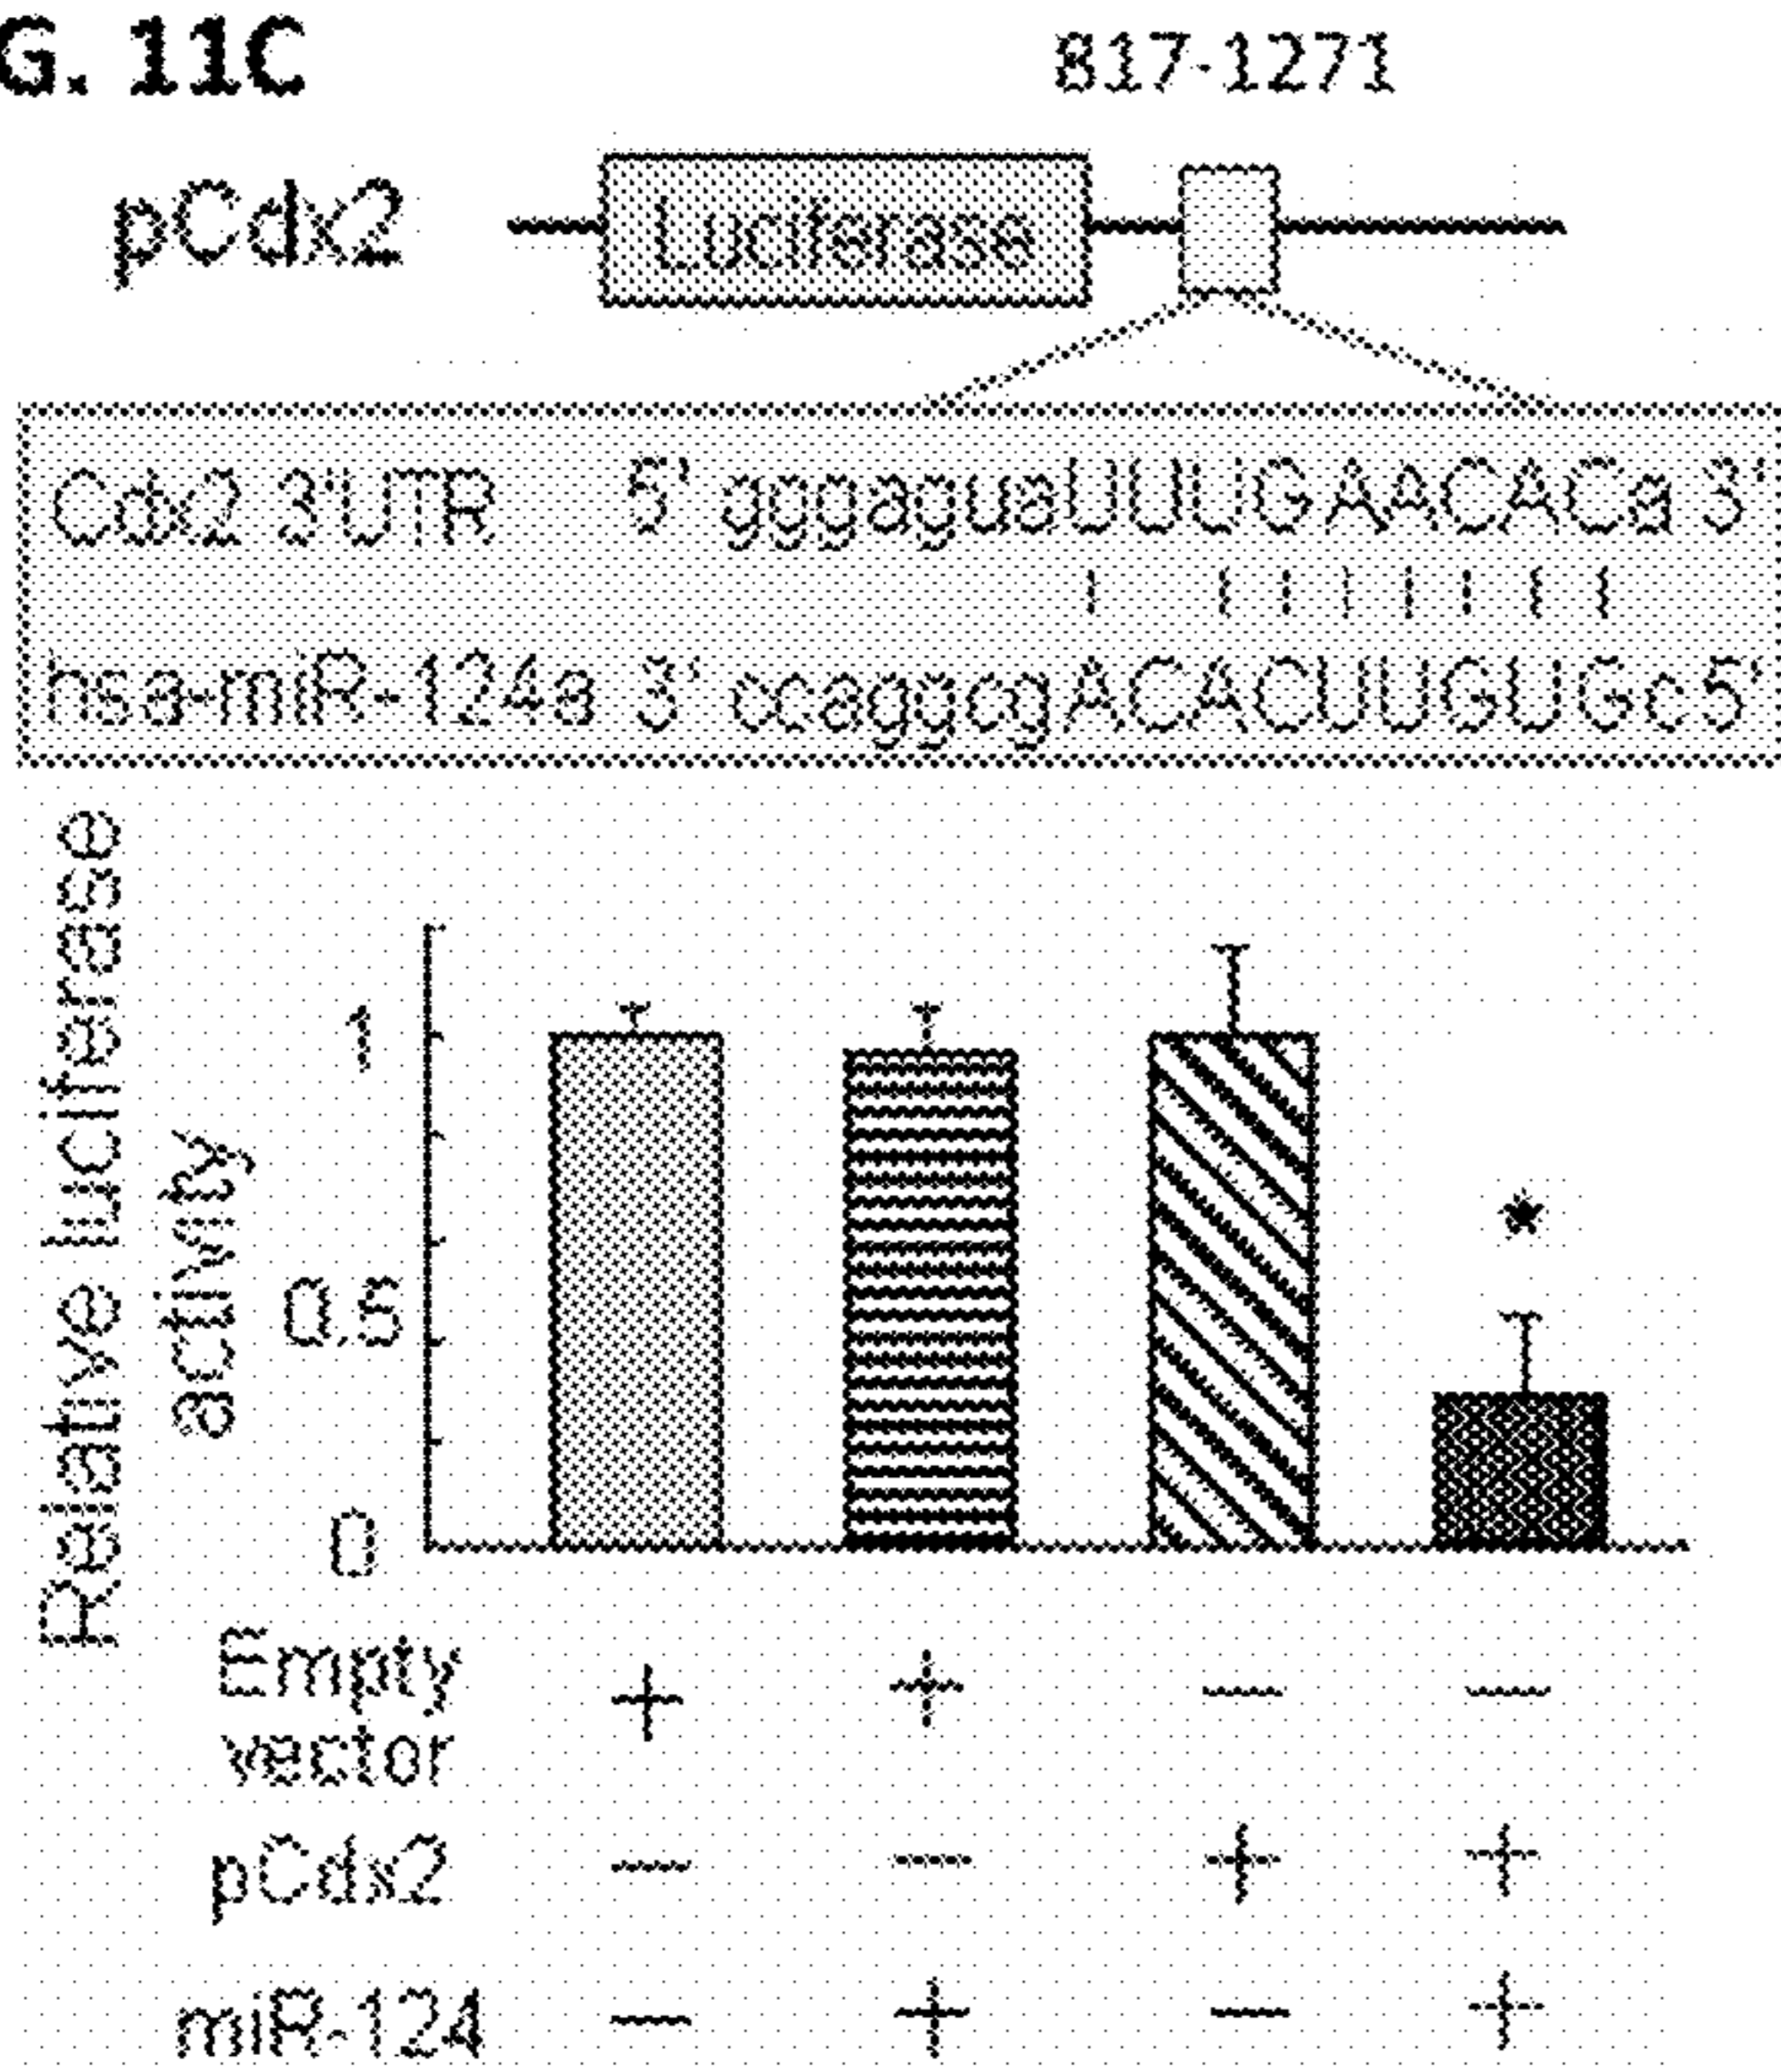 G. 11C
817-1271
pCdx2
Luciferase
Cdx2 3'UTR 5' gggaguaUUUGAACACa 3'
hsa-miR-124a 3' ccaggcgACACUUGUGc5'
Relative luciferase
activity
1
0.5
0
*
Empty
vector + + — —
pCdx2 — — + +
miR-124 — + — +